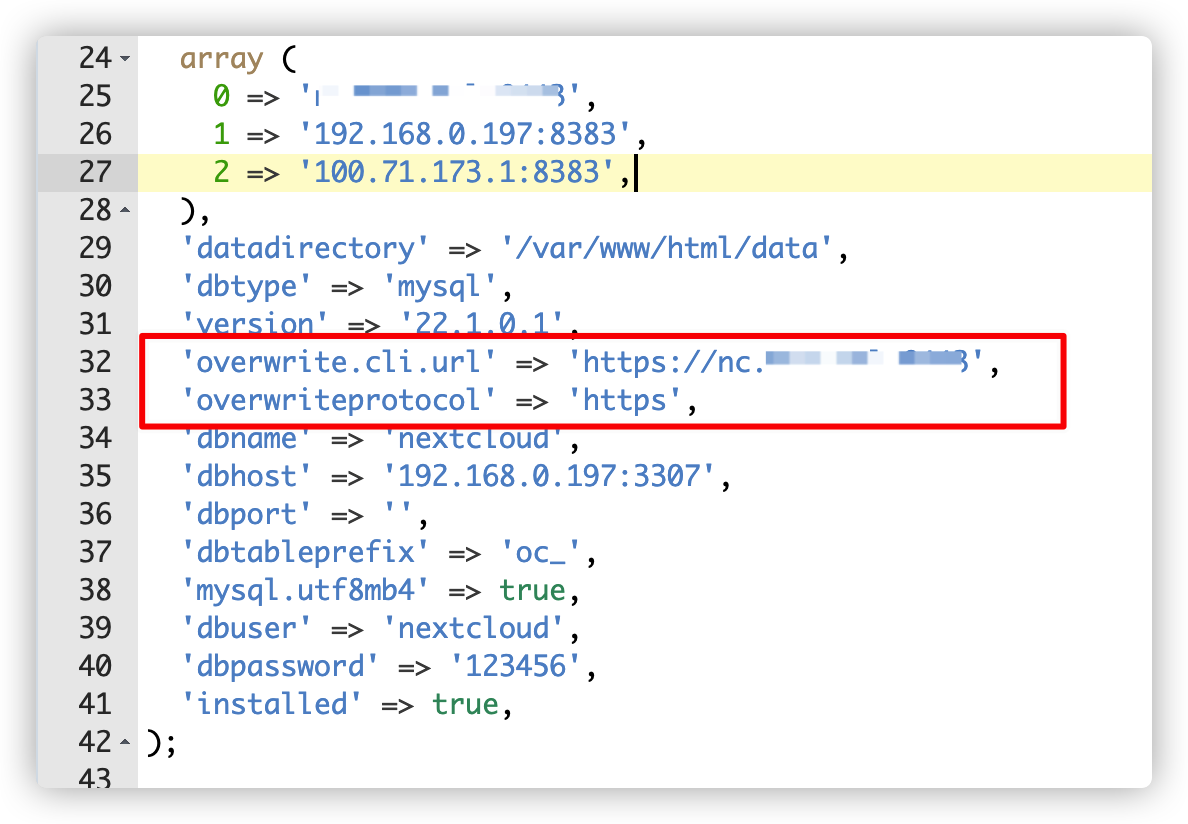 24 array (
25 0 => '
26 1 => '192.168.0.197:8383',
27 2 => '100.71.173.1:8383',
28 ),
29 'datadirectory' => '/var/www/html/data',
30 'dbtype' => 'mysql',
31 'version' => '22.1.0.1',
32 'overwrite.cli.url' => 'https://nc.
33 'overwriteprotocol' => 'https',
34 'dbname' => 'nextcloud',
35 'dbhost' => '192.168.0.197:3307',
36 'dbport' => '',
37 'dbtableprefix' => 'oc_',
38 'mysql.utf8mb4' => true,
39 'dbuser' => 'nextcloud',
40 'dbpassword' => '123456',
41 'installed' => true,
42 );
43